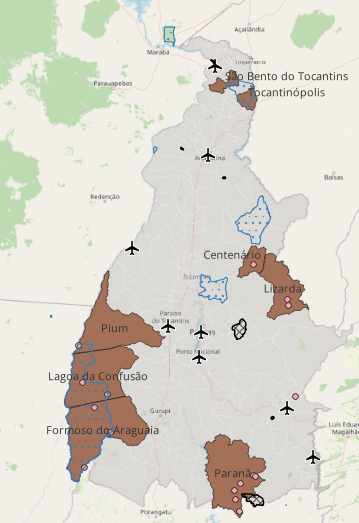 Açailândia
Marabá
Imperatriz
São Bento do Tocantins
Parauapebas
Tocantinópolis
Araguaína
Balsas
Redenção
Centenário
Tocantins
Lizarda
Paraíso
do Tocantins
Pium
Palmas
Porto Nacional
Lagoa da Confusão
Gurupi
Formoso do Araguaia
Luís Eduardo
Magalhães
Paranã
Porangatu